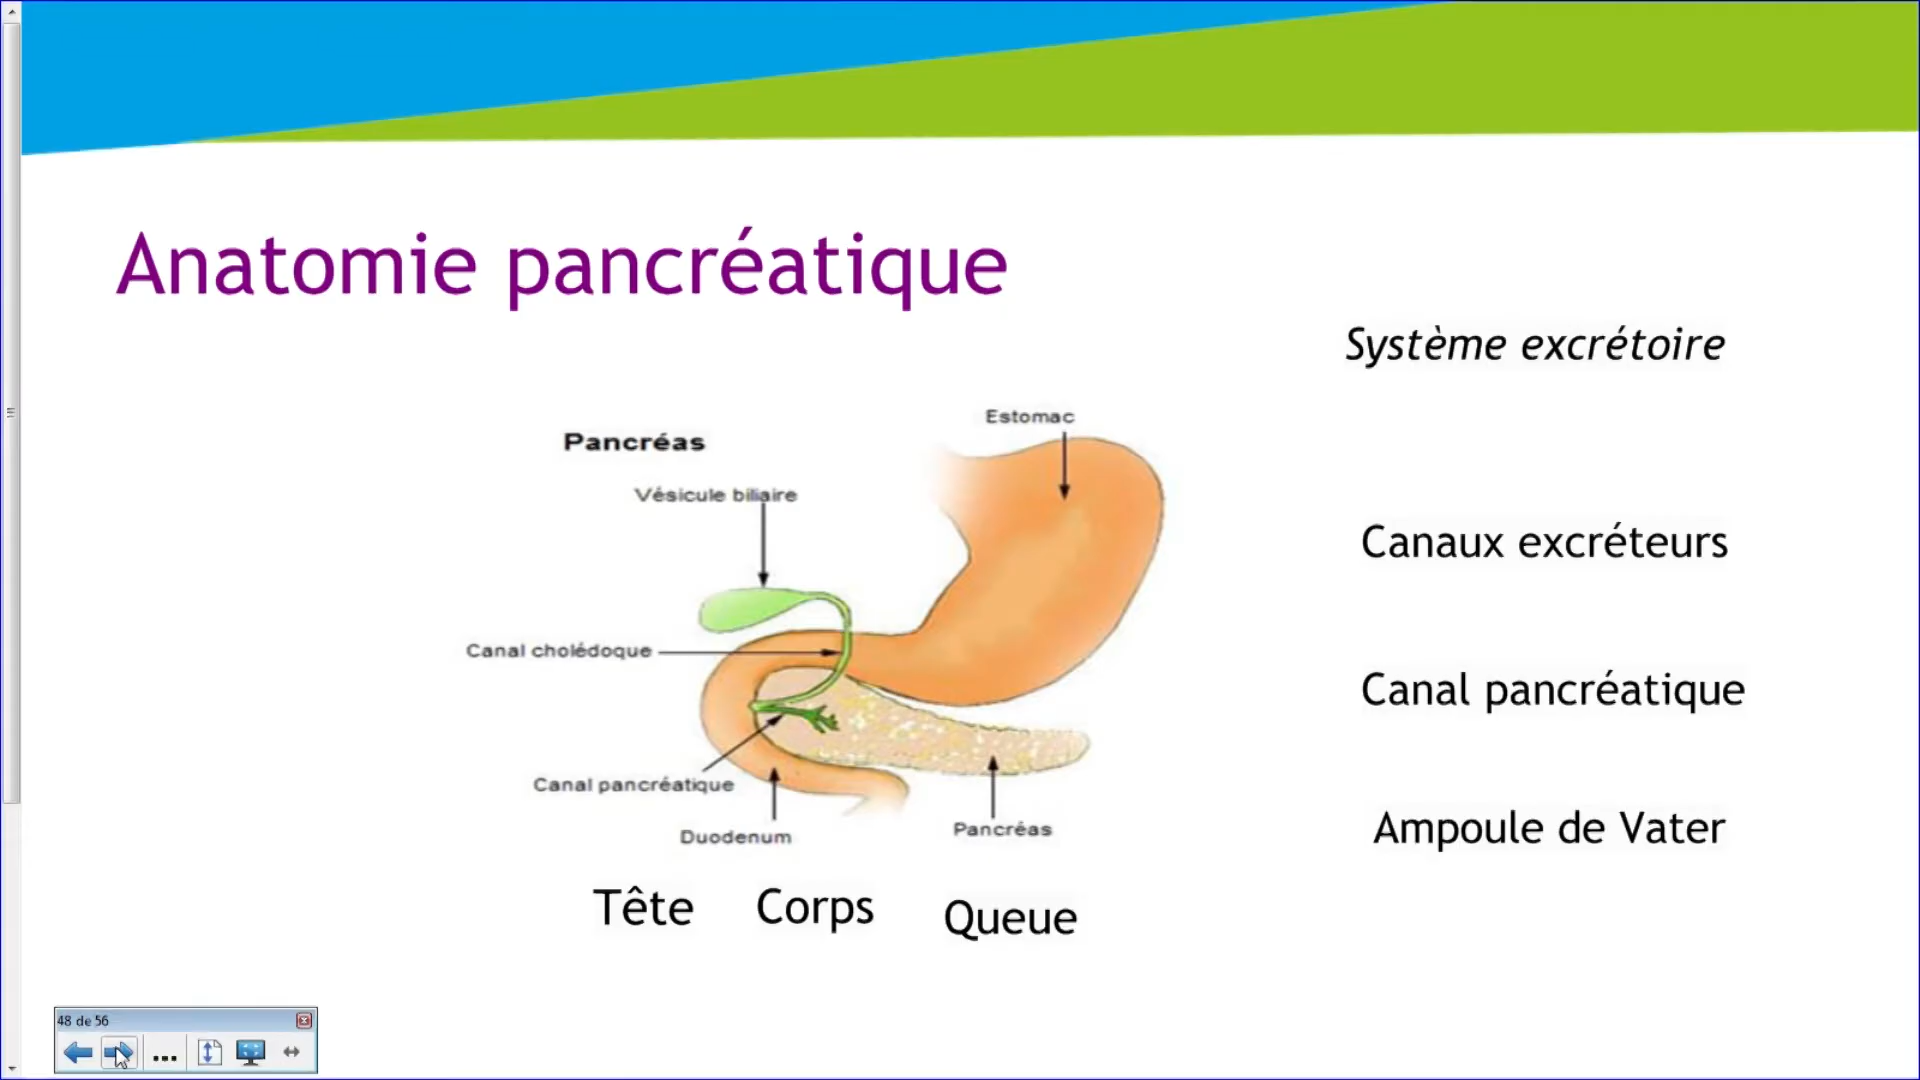 Anatomie pancréatique
Système excrétoire
Estomac
Pancréas
Vésicule biliaire
Canaux excréteurs
Canal cholédoque
Canal pancréatique
Canal pancréatique
Duodenum
Pancréas
Ampoule de Vater
Tête
Corps
Queue
48 de 56
...